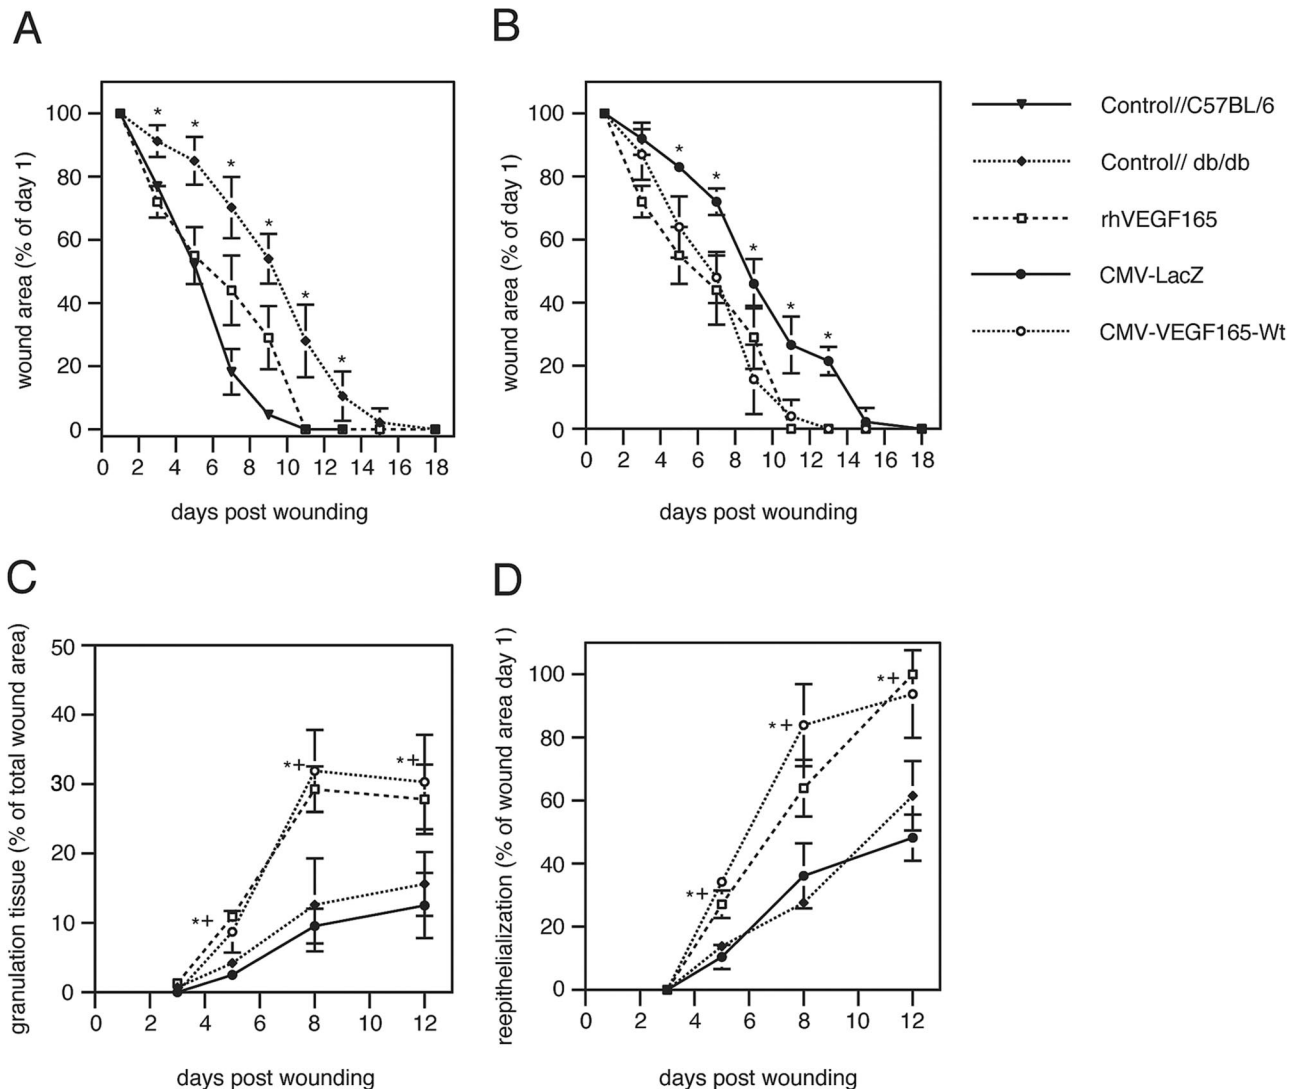 A
B
100
80
60
40
20
0
wound area (% of day 1)
* * * * * * *
0 2 4 6 8 10 12 14 16 18
days post wounding
100
80
60
40
20
0
wound area (% of day 1)
* * * * *
0 2 4 6 8 10 12 14 16 18
days post wounding
Control//C57BL/6
Control// db/db
rhVEGF165
CMV-LacZ
CMV-VEGF165-Wt
C
D
50
40
30
20
10
0
granulation tissue (% of total wound area)
*+ *+ *+
0 2 4 6 8 10 12
days post wounding
100
80
60
40
20
0
reepithelialization (% of wound area day 1)
*+ *+ *+
0 2 4 6 8 10 12
days post wounding